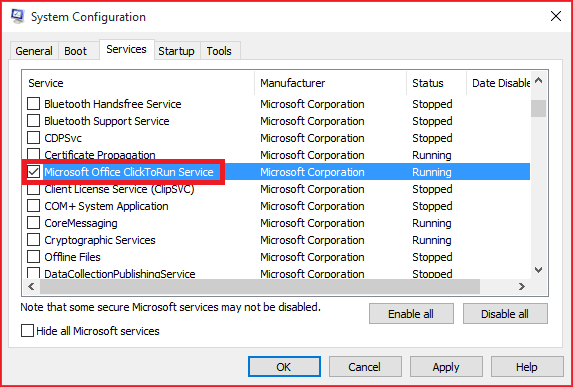 System Configuration
General Boot Services Startup Tools
Service Manufacturer Status Date Disable
Bluetooth Handsfree Service Microsoft Corporation Stopped
Bluetooth Support Service Microsoft Corporation Stopped
CDPSvc Microsoft Corporation Stopped
Certificate Propagation Microsoft Corporation Running
Microsoft Office ClickToRun Service Microsoft Corporation Running
Client License Service (ClipSVC) Microsoft Corporation Stopped
COM+ System Application Microsoft Corporation Stopped
CoreMessaging Microsoft Corporation Running
Cryptographic Services Microsoft Corporation Running
Offline Files Microsoft Corporation Stopped
DataCollectionPublishingService Microsoft Corporation Stopped
Note that some secure Microsoft services may not be disabled.
Enable all Disable all
Hide all Microsoft services
OK Cancel Apply Help